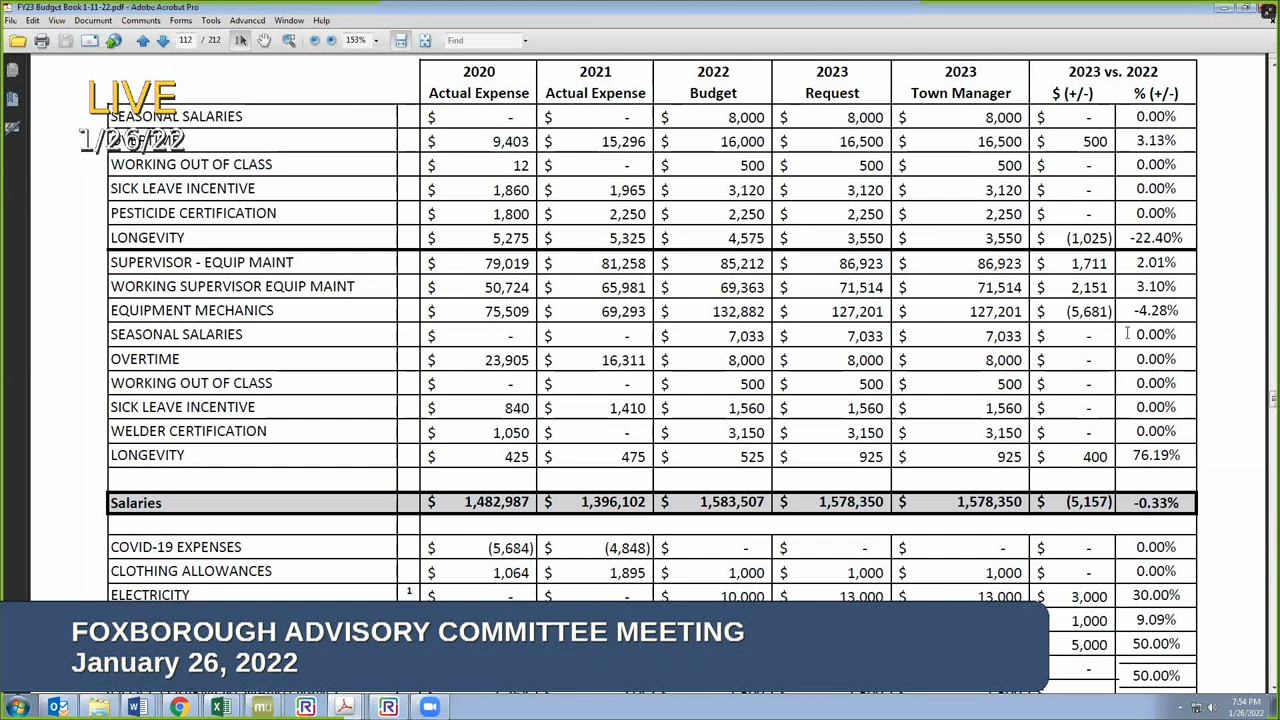 FY23 Budget Book 1-11-22.pdf - Adobe Acrobat Pro
File Edit View Document Comments Forms Tools Advanced Window Help
112 / 212 153% Find
2020 2021 2022 2023 2023 2023 vs. 2022
Actual Expense Actual Expense Budget Request Town Manager $ (+/-) % (+/-)
LIVE
1/26/22
SEASONAL SALARIES $ - $ - $ 8,000 $ 8,000 $ 8,000 $ - 0.00%
$ 9,403 $ 15,296 $ 16,000 $ 16,500 $ 16,500 $ 500 3.13%
WORKING OUT OF CLASS $ 12 $ - $ 500 $ 500 $ 500 $ - 0.00%
SICK LEAVE INCENTIVE $ 1,860 $ 1,965 $ 3,120 $ 3,120 $ 3,120 $ - 0.00%
PESTICIDE CERTIFICATION $ 1,800 $ 2,250 $ 2,250 $ 2,250 $ 2,250 $ - 0.00%
LONGEVITY $ 5,275 $ 5,325 $ 4,575 $ 3,550 $ 3,550 $ (1,025) -22.40%
SUPERVISOR - EQUIP MAINT $ 79,019 $ 81,258 $ 85,212 $ 86,923 $ 86,923 $ 1,711 2.01%
WORKING SUPERVISOR EQUIP MAINT $ 50,724 $ 65,981 $ 69,363 $ 71,514 $ 71,514 $ 2,151 3.10%
EQUIPMENT MECHANICS $ 75,509 $ 69,293 $ 132,882 $ 127,201 $ 127,201 $ (5,681) -4.28%
SEASONAL SALARIES $ - $ - $ 7,033 $ 7,033 $ 7,033 $ - 0.00%
OVERTIME $ 23,905 $ 16,311 $ 8,000 $ 8,000 $ 8,000 $ - 0.00%
WORKING OUT OF CLASS $ - $ - $ 500 $ 500 $ 500 $ - 0.00%
SICK LEAVE INCENTIVE $ 840 $ 1,410 $ 1,560 $ 1,560 $ 1,560 $ - 0.00%
WELDER CERTIFICATION $ 1,050 $ - $ 3,150 $ 3,150 $ 3,150 $ - 0.00%
LONGEVITY $ 425 $ 475 $ 525 $ 925 $ 925 $ 400 76.19%
Salaries $ 1,482,987 $ 1,396,102 $ 1,583,507 $ 1,578,350 $ 1,578,350 $ (5,157) -0.33%
COVID-19 EXPENSES $ (5,684) $ (4,848) $ - $ - $ - $ - 0.00%
CLOTHING ALLOWANCES $ 1,064 $ 1,895 $ 1,000 $ 1,000 $ 1,000 $ - 0.00%
ELECTRICITY 1 $ - $ - $ 10,000 $ 13,000 $ 13,000 $ 3,000 30.00%
1,000 9.09%
5,000 50.00%
-
50.00%
FOXBOROUGH ADVISORY COMMITTEE MEETING
January 26, 2022
7:54 PM
1/26/2022